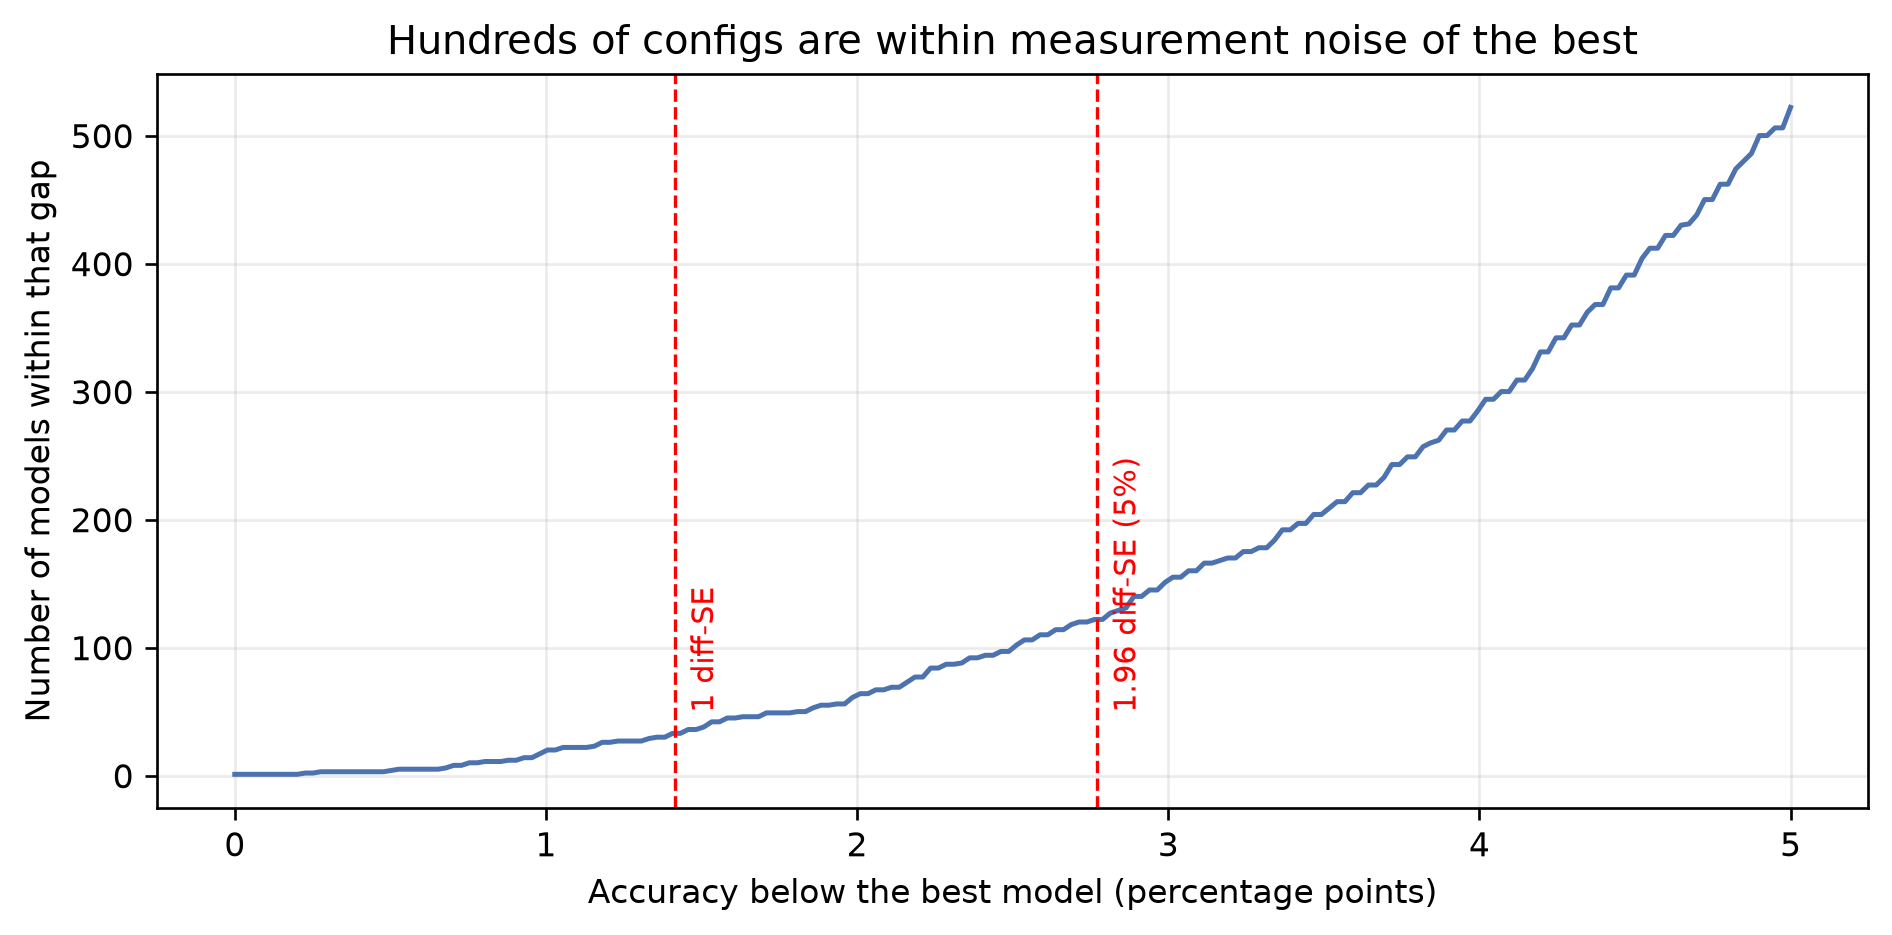 Hundreds of configs are within measurement noise of the best
Number of models within that gap
500
400
300
200
100
0
1 diff-SE
1.96 diff-SE (5%)
0 1 2 3 4 5
Accuracy below the best model (percentage points)